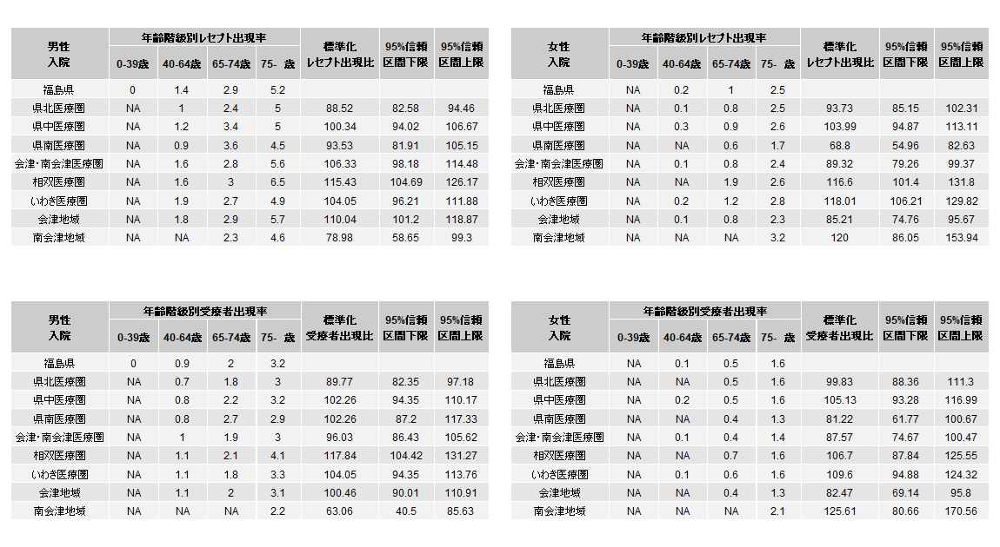 男性 入院 年齢階級別レセプト出現率 標準化 レセプト出現比 95%信頼 区間下限 95%信頼 区間上限
0-39歳 40-64歳 65-74歳 75- 歳
福島県 0 1.4 2.9 5.2
県北医療圏 NA 1 2.4 5 88.52 82.58 94.46
県中医療圏 NA 1.2 3.4 5 100.34 94.02 106.67
県南医療圏 NA 0.9 3.6 4.5 93.53 81.91 105.15
会津・南会津医療圏 NA 1.6 2.8 5.6 106.33 98.18 114.48
相双医療圏 NA 1.6 3 6.5 115.43 104.69 126.17
いわき医療圏 NA 1.9 2.7 4.9 104.05 96.21 111.88
会津地域 NA 1.8 2.9 5.7 110.04 101.2 118.87
南会津地域 NA NA 2.3 4.6 78.98 58.65 99.3
女性 入院 年齢階級別レセプト出現率 標準化 レセプト出現比 95%信頼 区間下限 95%信頼 区間上限
0-39歳 40-64歳 65-74歳 75- 歳
福島県 NA 0.2 1 2.5
県北医療圏 NA 0.1 0.8 2.5 93.73 85.15 102.31
県中医療圏 NA 0.3 0.9 2.6 103.99 94.87 113.11
県南医療圏 NA NA 0.6 1.7 68.8 54.96 82.63
会津・南会津医療圏 NA 0.1 0.8 2.4 89.32 79.26 99.37
相双医療圏 NA NA 1.9 2.6 116.6 101.4 131.8
いわき医療圏 NA 0.2 1.2 2.8 118.01 106.21 129.82
会津地域 NA 0.1 0.8 2.3 85.21 74.76 95.67
南会津地域 NA NA NA 3.2 120 86.05 153.94
男性 入院 年齢階級別受療者出現率 標準化 受療者出現比 95%信頼 区間下限 95%信頼 区間上限
0-39歳 40-64歳 65-74歳 75- 歳
福島県 0 0.9 2 3.2
県北医療圏 NA 0.7 1.8 3 89.77 82.35 97.18
県中医療圏 NA 0.8 2.2 3.2 102.26 94.35 110.17
県南医療圏 NA 0.8 2.7 2.9 102.26 87.2 117.33
会津・南会津医療圏 NA 1 1.9 3 96.03 86.43 105.62
相双医療圏 NA 1.1 2.1 4.1 117.84 104.42 131.27
いわき医療圏 NA 1.1 1.8 3.3 104.05 94.35 113.76
会津地域 NA 1.1 2 3.1 100.46 90.01 110.91
南会津地域 NA NA NA 2.2 63.06 40.5 85.63
女性 入院 年齢階級別受療者出現率 標準化 受療者出現比 95%信頼 区間下限 95%信頼 区間上限
0-39歳 40-64歳 65-74歳 75- 歳
福島県 NA 0.1 0.5 1.6
県北医療圏 NA NA 0.5 1.6 99.83 88.36 111.3
県中医療圏 NA 0.2 0.5 1.6 105.13 93.28 116.99
県南医療圏 NA NA 0.4 1.3 81.22 61.77 100.67
会津・南会津医療圏 NA 0.1 0.4 1.4 87.57 74.67 100.47
相双医療圏 NA NA 0.7 1.6 106.7 87.84 125.55
いわき医療圏 NA 0.1 0.6 1.6 109.6 94.88 124.32
会津地域 NA NA 0.4 1.3 82.47 69.14 95.8
南会津地域 NA NA NA 2.1 125.61 80.66 170.56